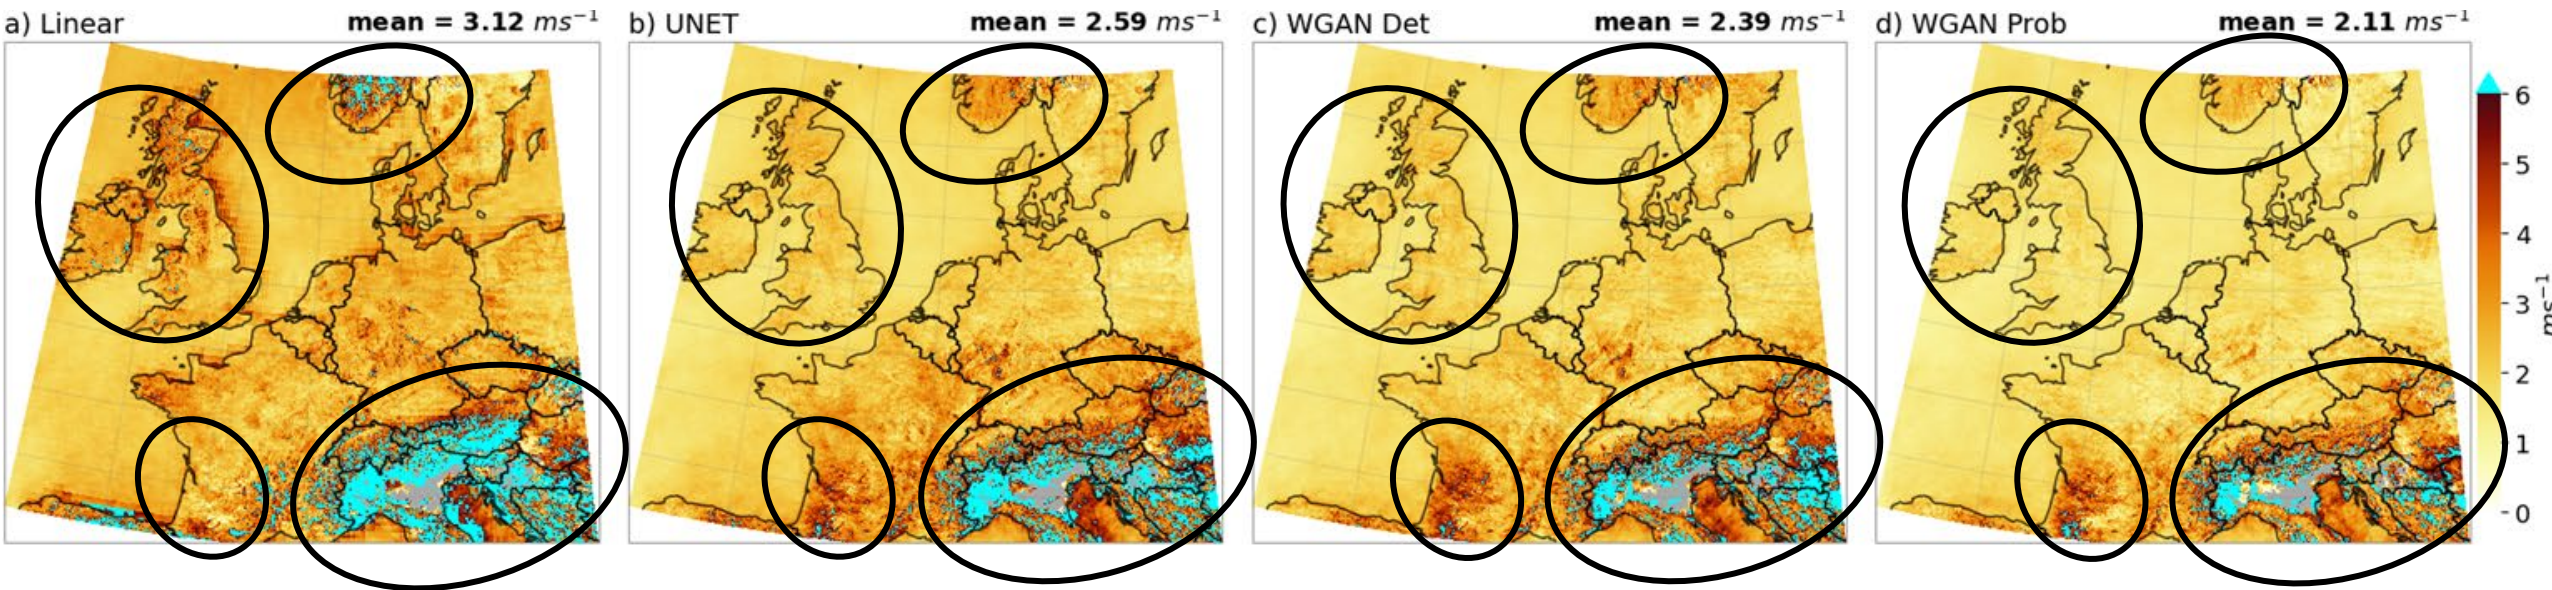 a) Linear mean = 3.12 ms⁻¹
b) UNET mean = 2.59 ms⁻¹
c) WGAN Det mean = 2.39 ms⁻¹
d) WGAN Prob mean = 2.11 ms⁻¹
6
5
4
3
2
1
0
ms⁻¹